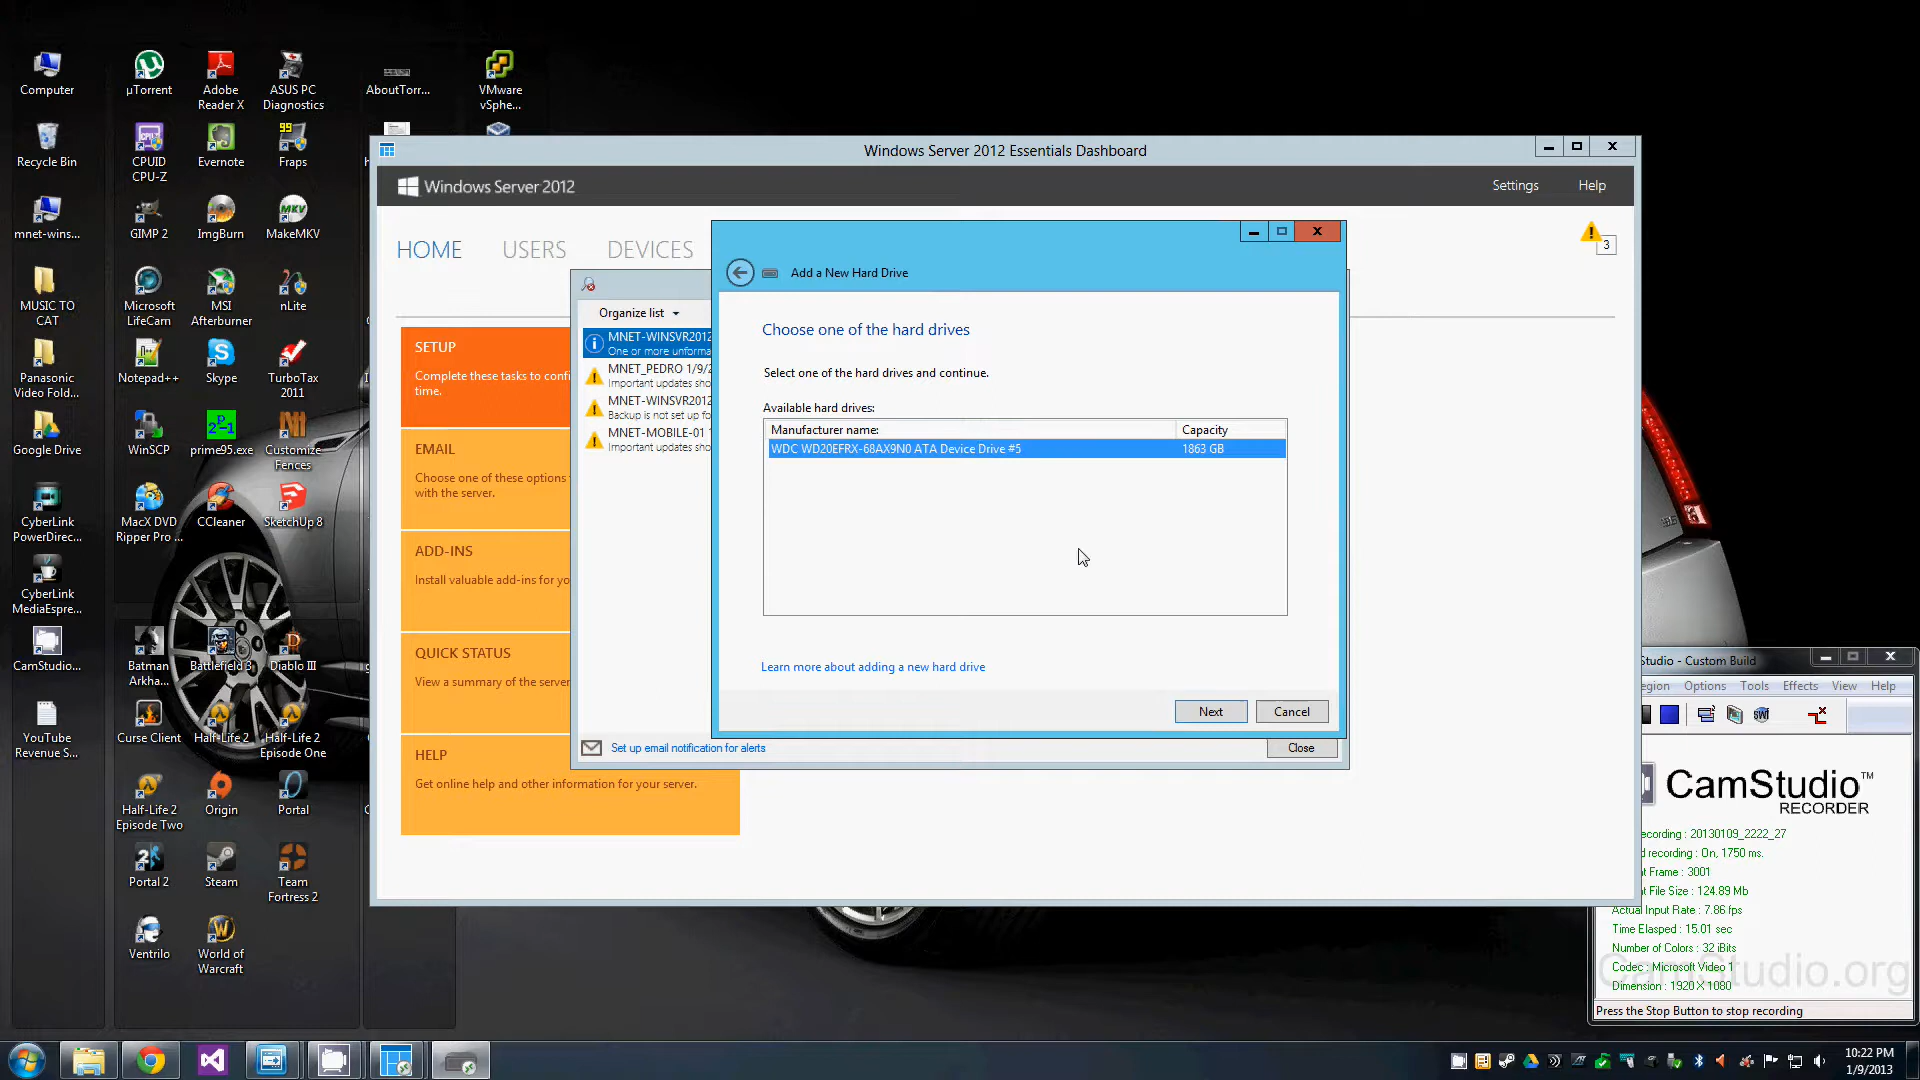 Computer
µTorrent
Adobe
Reader X
ASUS PC
Diagnostics
AboutTorr...
VMware
vSphe...
Recycle Bin
CPUID
CPU-Z
Evernote
99
Fraps
mnet-wins...
GIMP 2
ImgBurn
MKV
MakeMKV
MUSIC TO
CAT
Microsoft
LifeCam
MSI
Afterburner
nLite
Panasonic
Video Fold...
Notepad++
Skype
TurboTax
2011
Google Drive
WinSCP
prime95.exe
Customize
Fences
CyberLink
PowerDirec...
MacX DVD
Ripper Pro ...
CCleaner
SketchUp 8
CyberLink
MediaEspre...
CamStudio...
Batman
Arkha...
Battlefield 3
Diablo III
YouTube
Revenue S...
Curse Client
Half-Life 2
Half-Life 2
Episode One
Half-Life 2
Episode Two
Origin
Portal
Portal 2
Steam
Team
Fortress 2
Ventrilo
World of
Warcraft
Windows Server 2012 Essentials Dashboard
Windows Server 2012
Settings
Help
HOME
USERS
DEVICES
3
SETUP
Complete these tasks to confi
time.
EMAIL
Choose one of these options
with the server.
ADD-INS
Install valuable add-ins for yo
QUICK STATUS
View a summary of the server
HELP
Get online help and other information for your server.
Organize list
MNET-WINSVR2012
One or more unforma
MNET_PEDRO 1/9/2
Important updates sho
MNET-WINSVR2012
Backup is not set up fo
MNET-MOBILE-01 1
Important updates sho
Set up email notification for alerts
Close
Add a New Hard Drive
Choose one of the hard drives
Select one of the hard drives and continue.
Available hard drives:
Manufacturer name:
Capacity
WDC WD20EFRX-68AX9N0 ATA Device Drive #5
1863 GB
Learn more about adding a new hard drive
Next
Cancel
Studio - Custom Build
egion
Options
Tools
Effects
View
Help
CamStudio™
RECORDER
ecording : 20130109_2222_27
d recording : On, 1750 ms.
t Frame : 3001
t File Size : 124.89 Mb
Actual Input Rate : 7.86 fps
Time Elasped : 15.01 sec
Number of Colors : 32 iBits
Codec : Microsoft Video 1
Dimension : 1920 X 1080
CamStudio.org
Press the Stop Button to stop recording
10:22 PM
1/9/2013